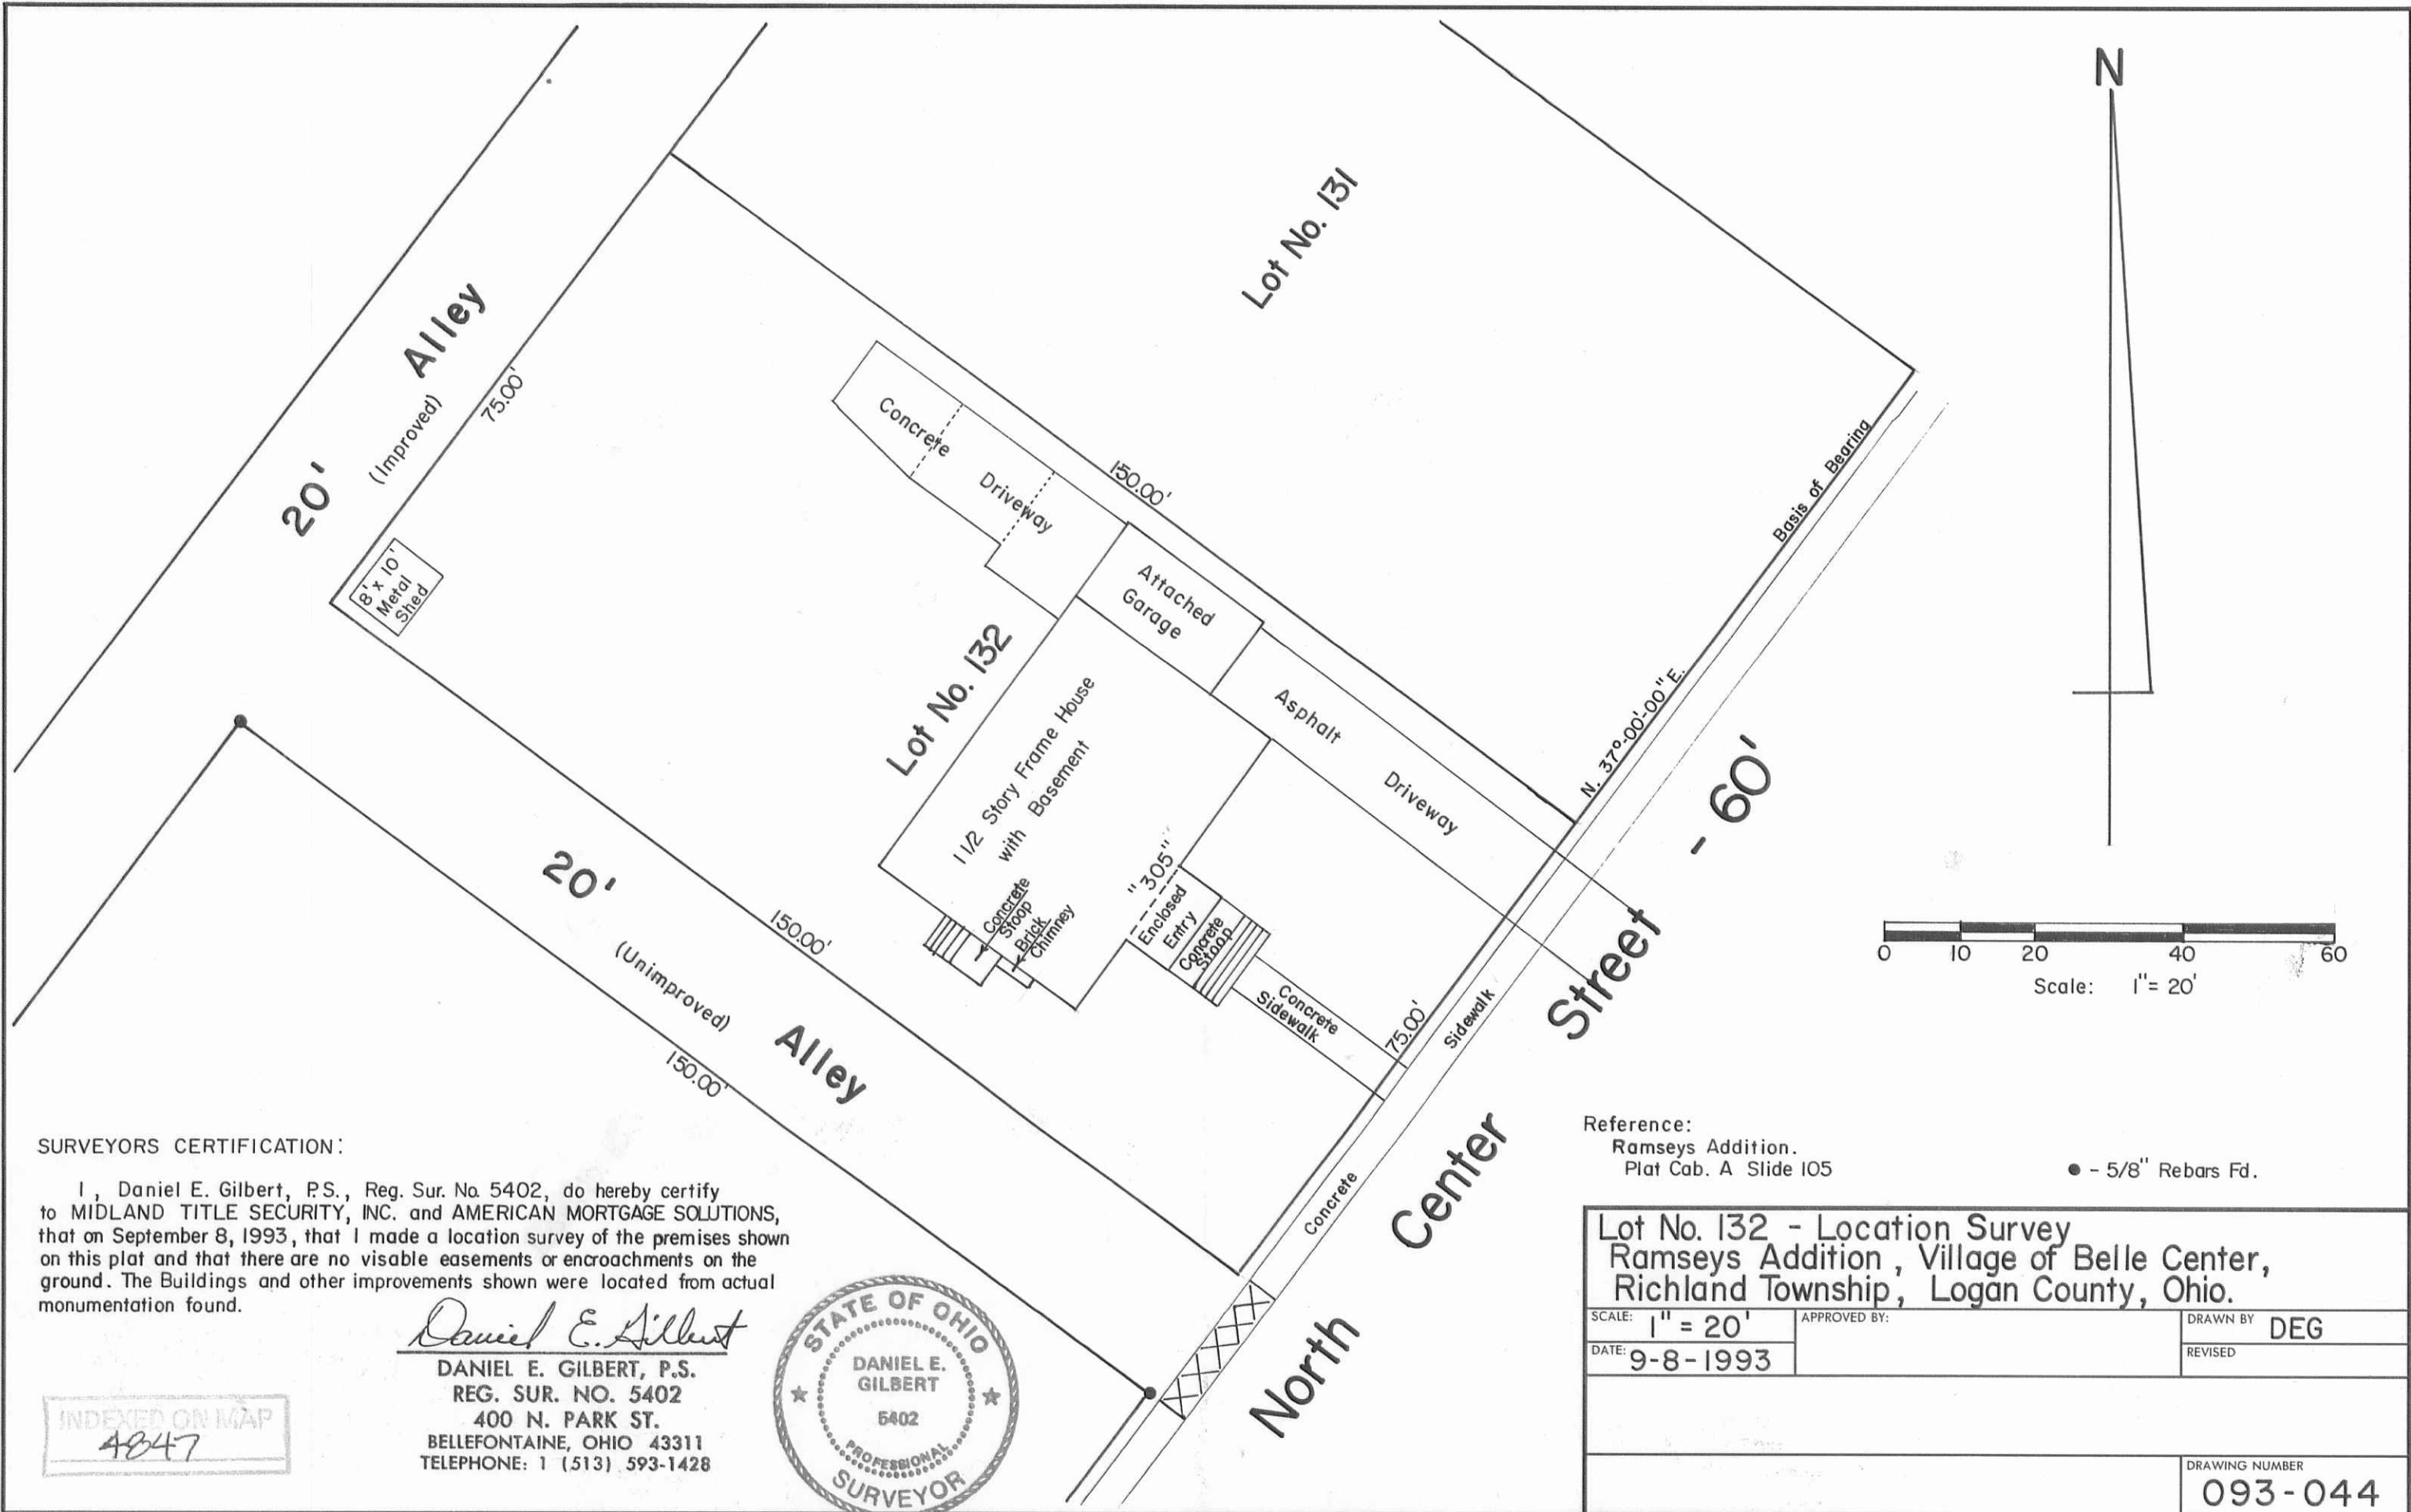 N
Lot No. 131
Alley
(Improved)
20'
75.00'
Concrete
Driveway
150.00'
Basis of Bearing
8' x 10'
Metal
Shed
Attached
Garage
Lot No. 132
1 1/2 Story Frame House
with Basement
Asphalt
Driveway
N. 37°-00'-00" E.
North Center Street - 60'
20'
(Unimproved)
Alley
150.00'
150.00'
Concrete
Stoop
Brick
Chimney
"305"
Enclosed
Entry
Concrete
Stoop
Concrete
Sidewalk
75.00'
Concrete Sidewalk
0 10 20 40 60
Scale: 1"= 20'
Reference:
Ramseys Addition.
Plat Cab. A Slide 105
● - 5/8" Rebars Fd.
SURVEYORS CERTIFICATION:
I, Daniel E. Gilbert, P.S., Reg. Sur. No. 5402, do hereby certify
to MIDLAND TITLE SECURITY, INC. and AMERICAN MORTGAGE SOLUTIONS,
that on September 8, 1993, that I made a location survey of the premises shown
on this plat and that there are no visable easements or encroachments on the
ground. The Buildings and other improvements shown were located from actual
monumentation found.
Daniel E. Gilbert
DANIEL E. GILBERT, P.S.
REG. SUR. NO. 5402
400 N. PARK ST.
BELLEFONTAINE, OHIO 43311
TELEPHONE: 1 (513) 593-1428
INDEXED ON MAP
4847
STATE OF OHIO
DANIEL E.
GILBERT
5402
PROFESSIONAL
SURVEYOR
Lot No. 132 - Location Survey
Ramseys Addition, Village of Belle Center,
Richland Township, Logan County, Ohio.
SCALE: 1" = 20'
APPROVED BY:
DRAWN BY DEG
DATE: 9-8-1993
REVISED
DRAWING NUMBER
093-044